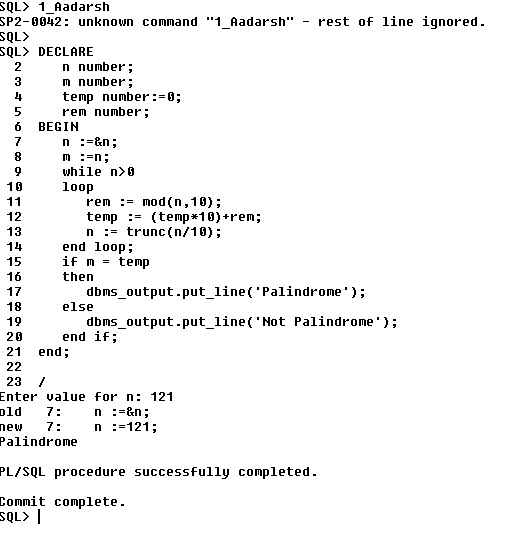 SQL> 1_Aadarsh
SP2-0042: unknown command "1_Aadarsh" - rest of line ignored.
SQL>
SQL> DECLARE
2 n number;
3 m number;
4 temp number:=0;
5 rem number;
6 BEGIN
7 n :=&n;
8 m :=n;
9 while n>0
10 loop
11 rem := mod(n,10);
12 temp := (temp*10)+rem;
13 n := trunc(n/10);
14 end loop;
15 if m = temp
16 then
17 dbms_output.put_line('Palindrome');
18 else
19 dbms_output.put_line('Not Palindrome');
20 end if;
21 end;
22
23 /
Enter value for n: 121
old 7: n :=&n;
new 7: n :=121;
Palindrome
PL/SQL procedure successfully completed.
Commit complete.
SQL>